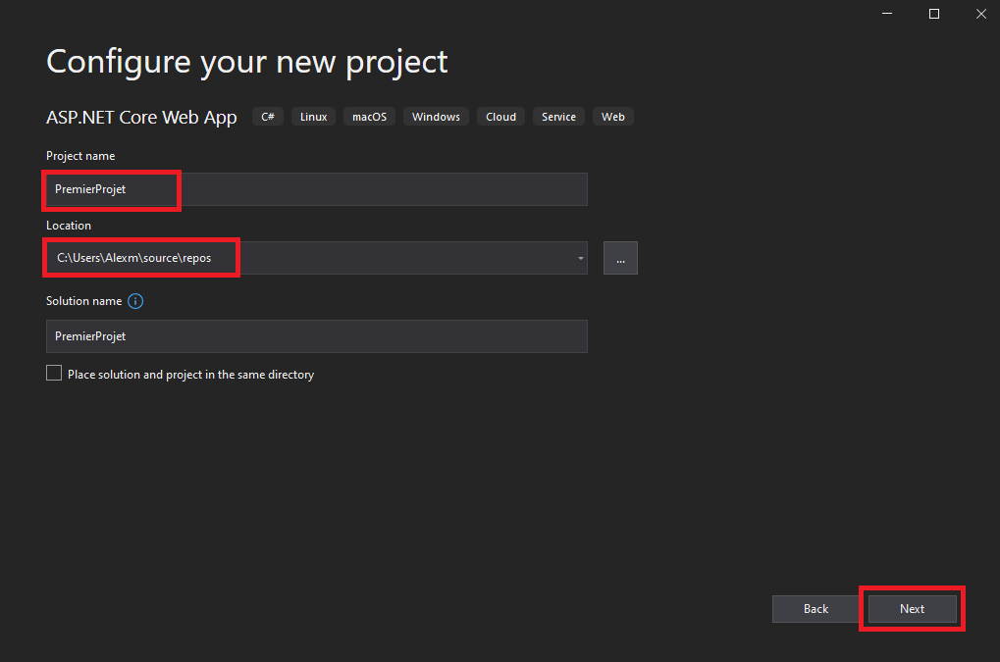 Configure your new project
ASP.NET Core Web App C# Linux macOS Windows Cloud Service Web
Project name
PremierProjet
Location
C:\Users\Alexm\source\repos
...
Solution name
PremierProjet
Place solution and project in the same directory
Back Next